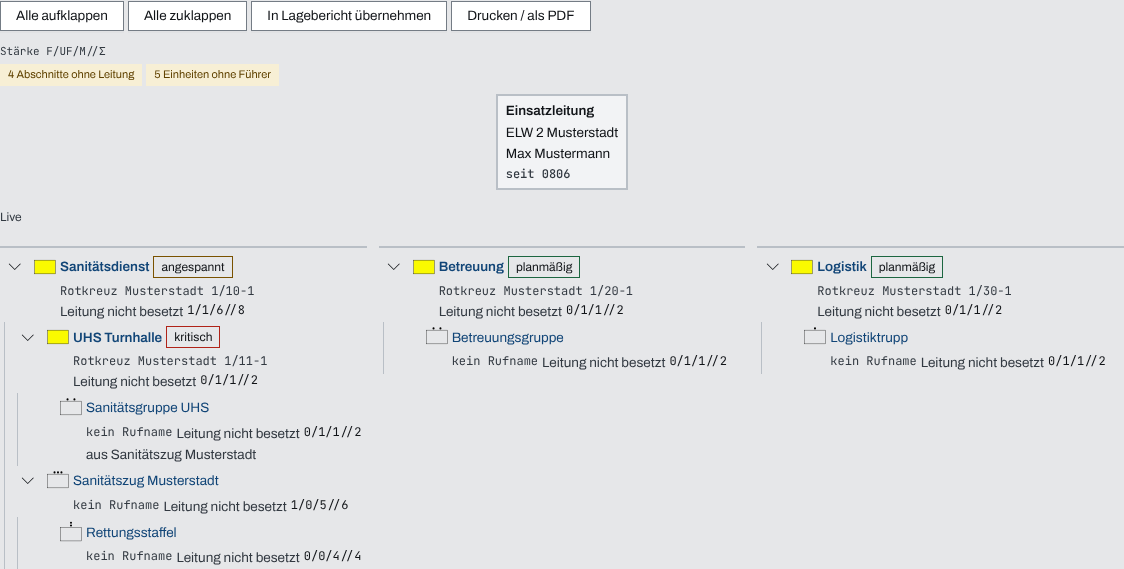 Alle aufklappen Alle zuklappen In Lagebericht übernehmen Drucken / als PDF
Stärke F/UF/M//Σ
4 Abschnitte ohne Leitung 5 Einheiten ohne Führer
Einsatzleitung
ELW 2 Musterstadt
Max Mustermann
seit 0806
Live
Sanitätsdienst angespannt
Rotkreuz Musterstadt 1/10-1
Leitung nicht besetzt 1/1/6//8
UHS Turnhalle kritisch
Rotkreuz Musterstadt 1/11-1
Leitung nicht besetzt 0/1/1//2
Sanitätsgruppe UHS
kein Rufname Leitung nicht besetzt 0/1/1//2
aus Sanitätszug Musterstadt
Sanitätszug Musterstadt
kein Rufname Leitung nicht besetzt 1/0/5//6
Rettungsstaffel
kein Rufname Leitung nicht besetzt 0/0/4//4
Betreuung planmäßig
Rotkreuz Musterstadt 1/20-1
Leitung nicht besetzt 0/1/1//2
Betreuungsgruppe
kein Rufname Leitung nicht besetzt 0/1/1//2
Logistik planmäßig
Rotkreuz Musterstadt 1/30-1
Leitung nicht besetzt 0/1/1//2
Logistiktrupp
kein Rufname Leitung nicht besetzt 0/1/1//2